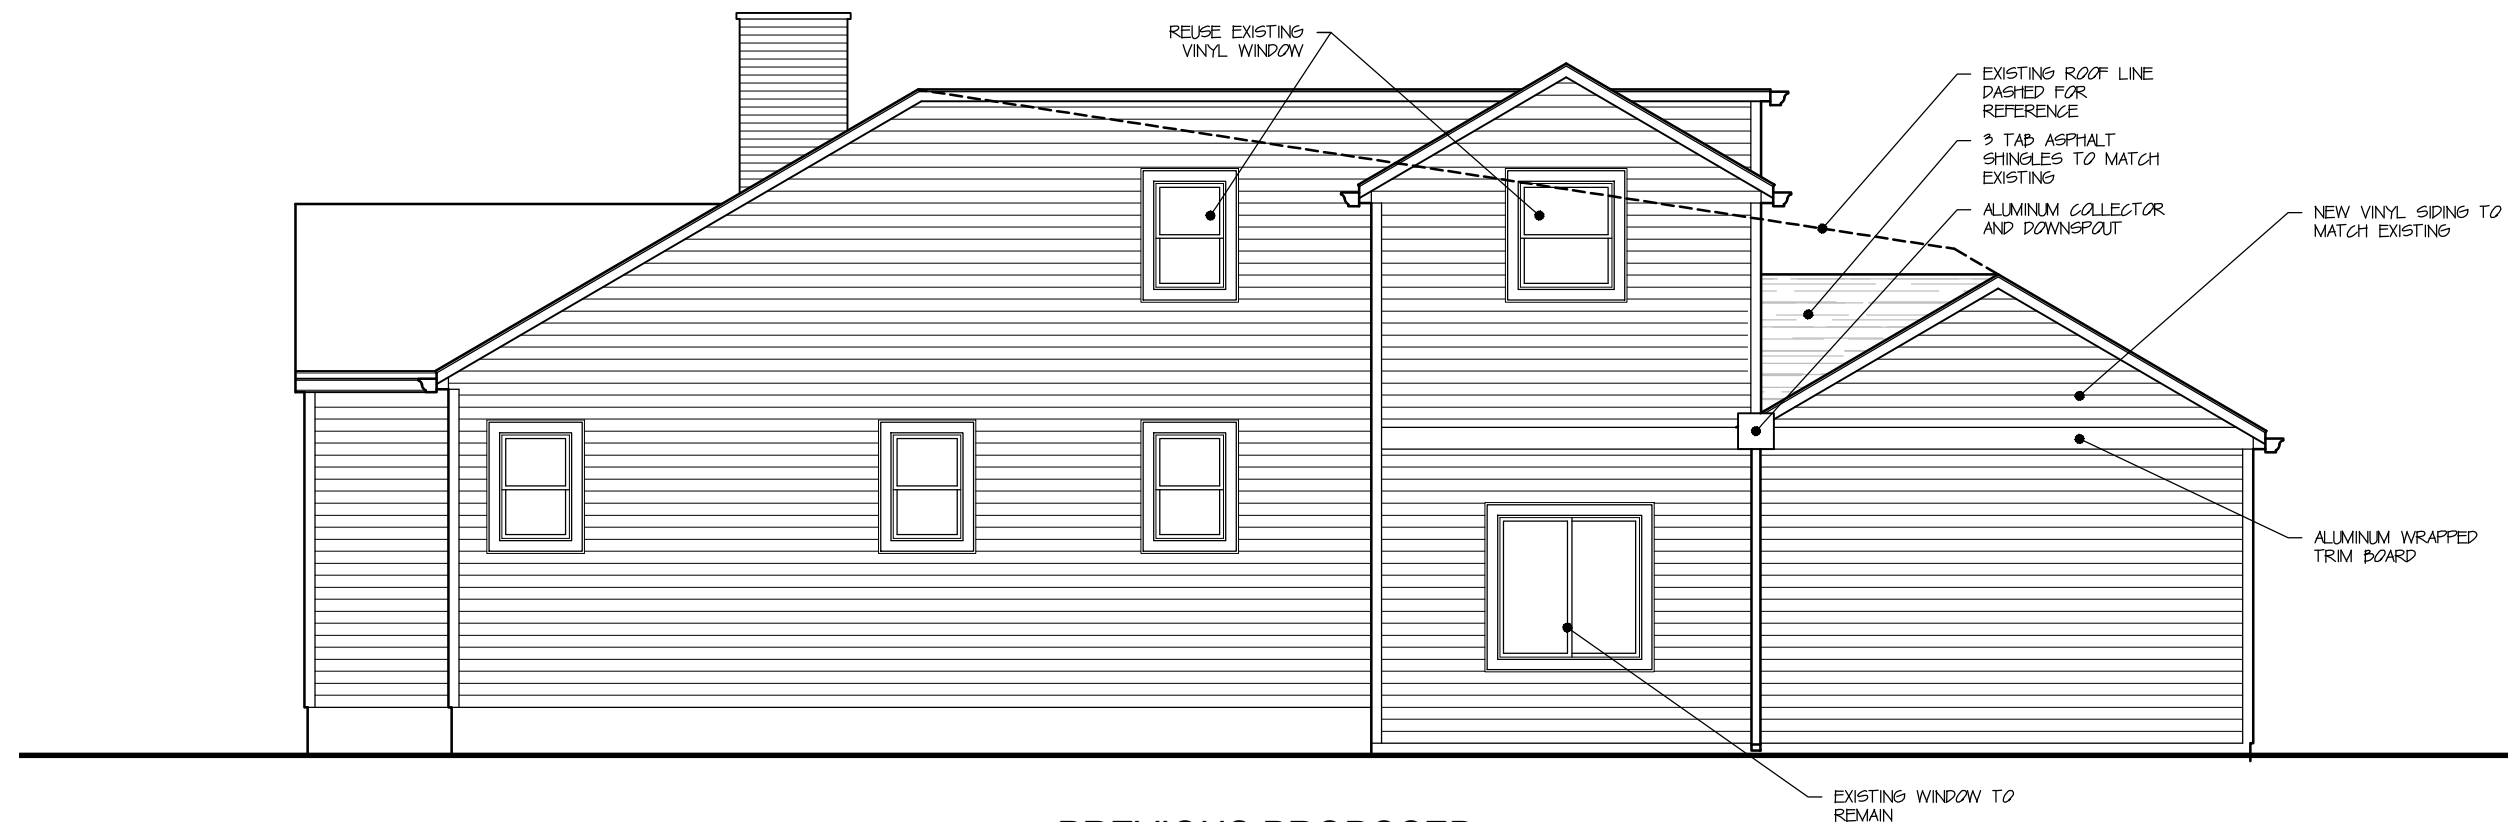 REUSE EXISTING
VINYL WINDOW
EXISTING ROOF LINE
DASHED FOR
REFERENCE
3 TAB ASPHALT
SHINGLES TO MATCH
EXISTING
ALUMINUM COLLECTOR
AND DOWNSPOUT
NEW VINYL SIDING TO
MATCH EXISTING
ALUMINUM WRAPPED
TRIM BOARD
EXISTING WINDOW TO
REMAIN